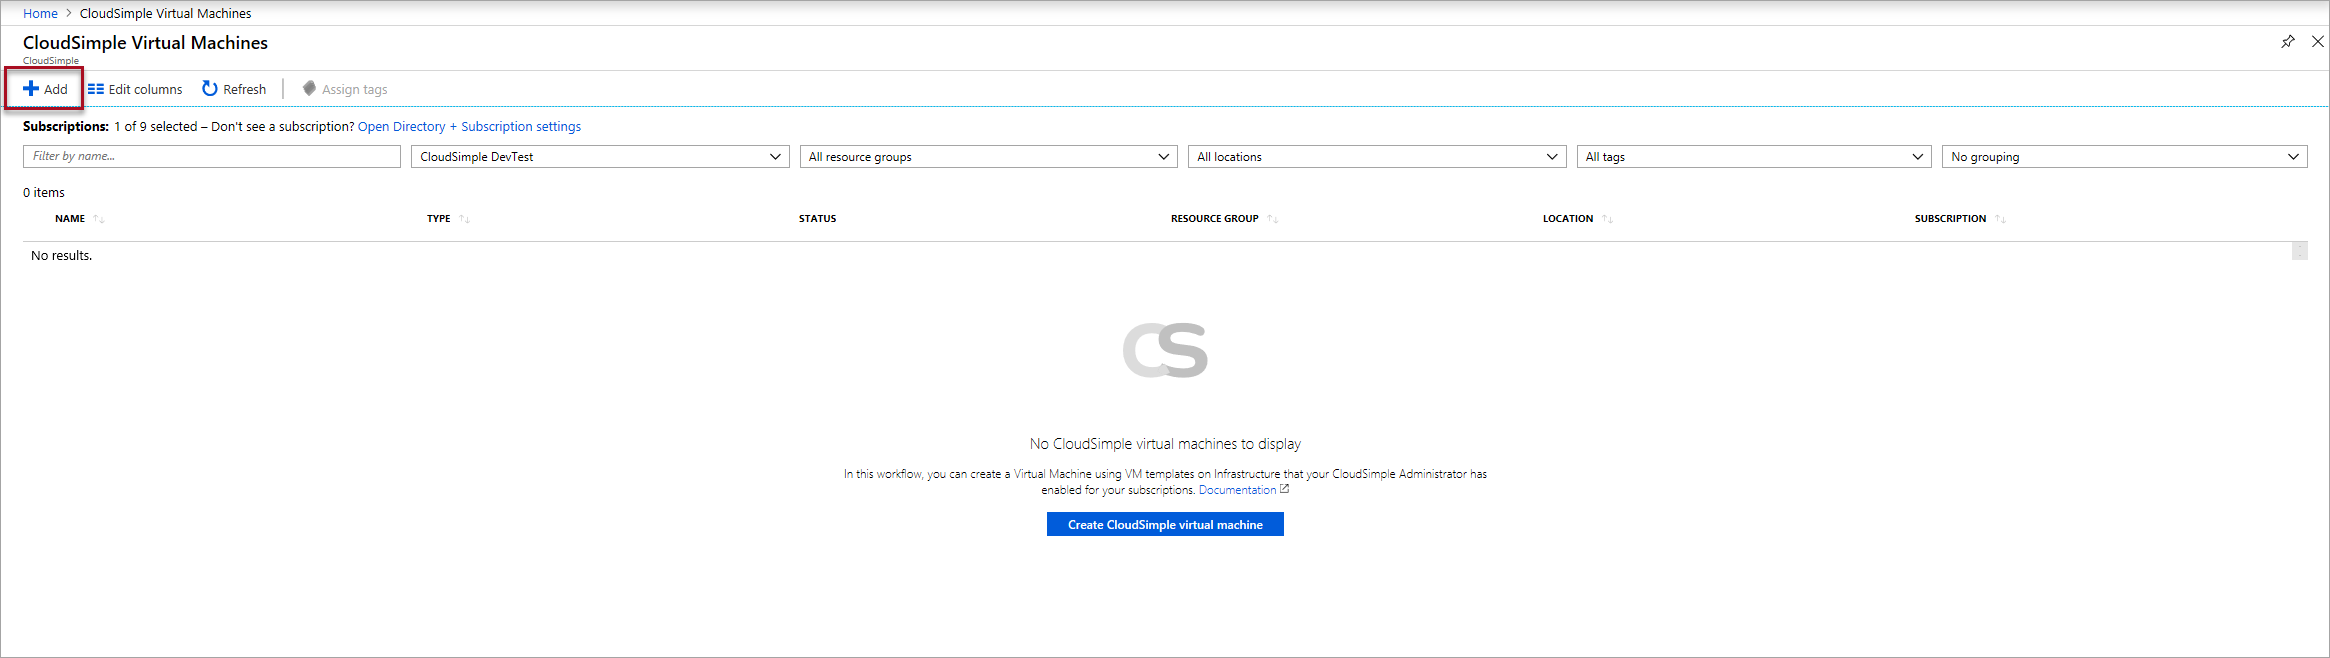 Home > CloudSimple Virtual Machines
CloudSimple Virtual Machines
CloudSimple
Add Edit columns Refresh Assign tags
Subscriptions: 1 of 9 selected – Don't see a subscription? Open Directory + Subscription settings
Filter by name... CloudSimple DevTest All resource groups All locations All tags No grouping
0 items
NAME TYPE STATUS RESOURCE GROUP LOCATION SUBSCRIPTION
No results.
CS
No CloudSimple virtual machines to display
In this workflow, you can create a Virtual Machine using VM templates on Infrastructure that your CloudSimple Administrator has
enabled for your subscriptions. Documentation
Create CloudSimple virtual machine